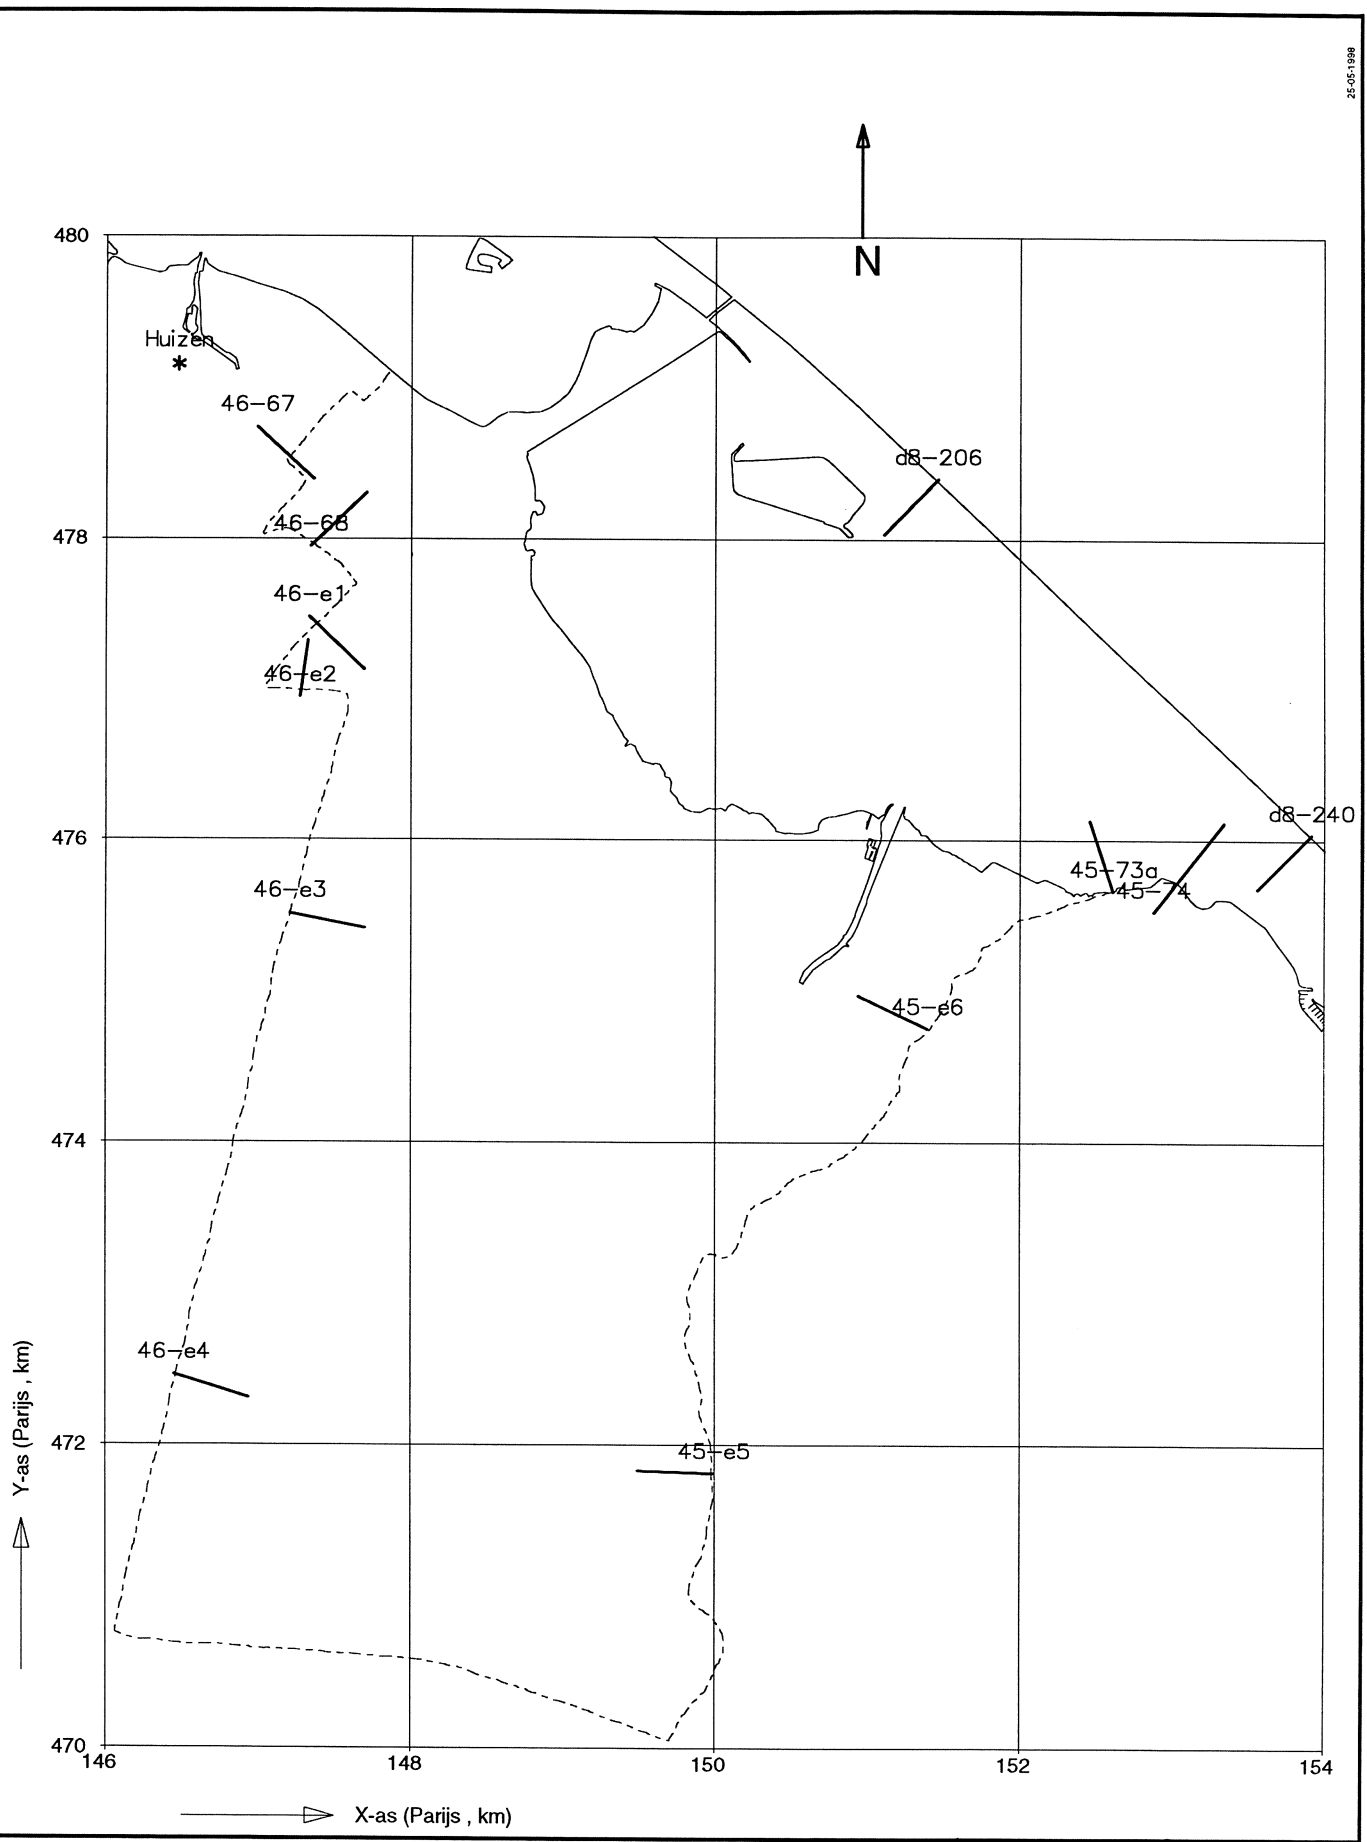 25-05-1998
N
480
Huizen
*
46-67
d8-206
46-68
478
46-e1
46-e2
d8-240
476
45-73a
46-e3
45-74
45-e6
474
46-e4
472
45-e5
470
146
148
150
152
154
Y-as (Parijs , km)
X-as (Parijs , km)